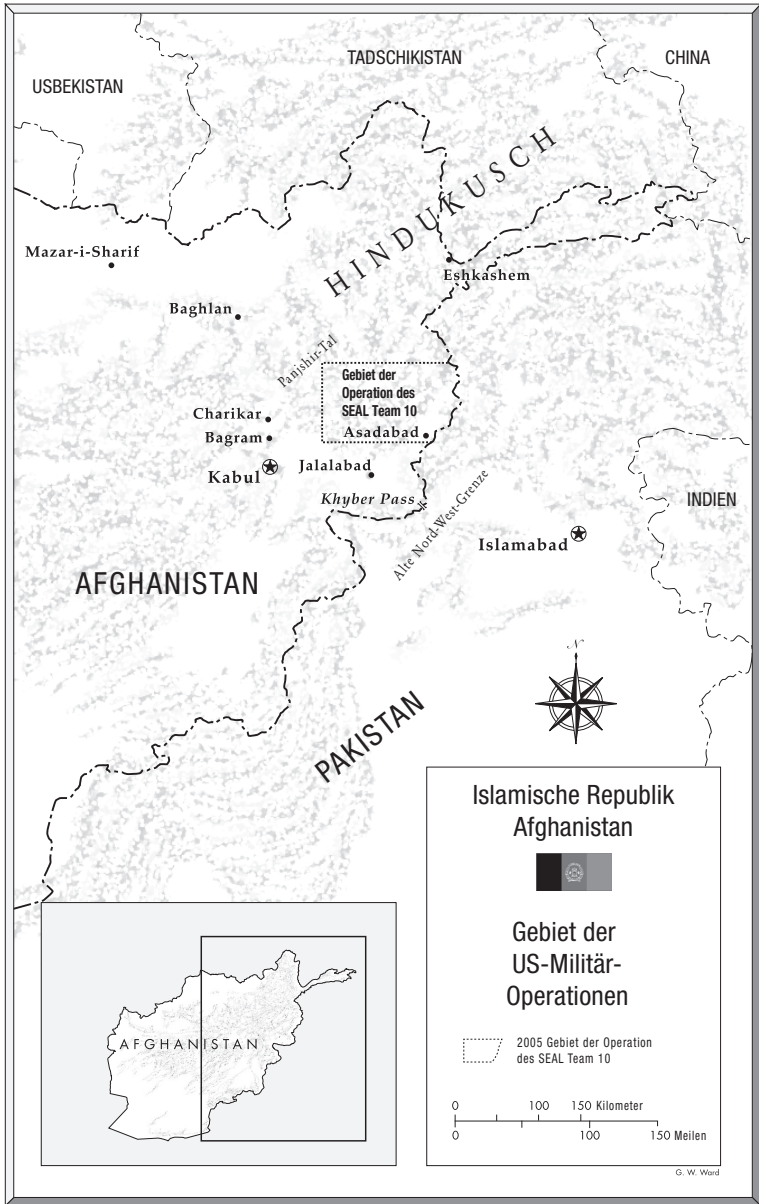 USBEKISTAN
TADSCHIKISTAN
CHINA
HINDUKUSCH
Mazar-i-Sharif
Eshkashem
Baghlan
Panjshir-Tal
Gebiet der
Operation des
SEAL Team 10
Charikar
Bagram
Asadabad
Kabul
Jalalabad
Khyber Pass
Alte Nord-West-Grenze
INDIEN
Islamabad
AFGHANISTAN
N
PAKISTAN
Islamische Republik
Afghanistan
Gebiet der
US-Militär-
Operationen
2005 Gebiet der Operation
des SEAL Team 10
0 100 150 Kilometer
0 100 150 Meilen
AFGHANISTAN
G. W. Ward